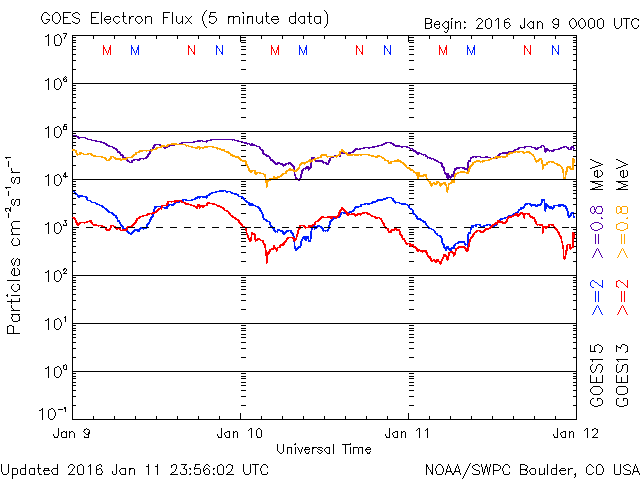 GOES Electron Flux (5 minute data)
Begin: 2016 Jan 9 0000 UTC
10⁷
M M N N M M N N M M N N
10⁶
10⁵
10⁴
10³
10²
10¹
10⁰
10⁻¹
Particles cm⁻²s⁻¹sr⁻¹
Jan 9 Jan 10 Jan 11 Jan 12
Universal Time
GOES15 >=2 >=0.8 MeV
GOES13 >=2 >=0.8 MeV
Updated 2016 Jan 11 23:56:02 UTC
NOAA/SWPC Boulder, CO USA